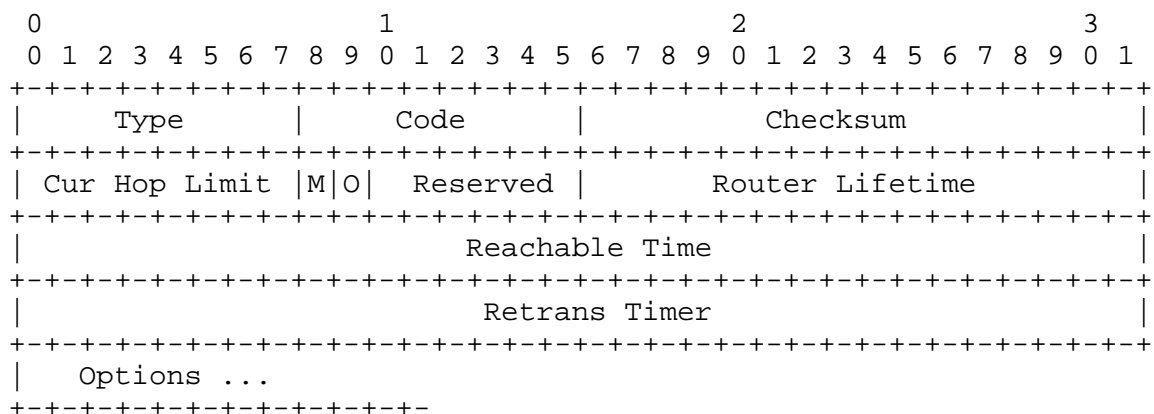 0                   1                   2                   3
 0 1 2 3 4 5 6 7 8 9 0 1 2 3 4 5 6 7 8 9 0 1 2 3 4 5 6 7 8 9 0 1
+-+-+-+-+-+-+-+-+-+-+-+-+-+-+-+-+-+-+-+-+-+-+-+-+-+-+-+-+-+-+-+-+
|     Type      |     Code      |          Checksum             |
+-+-+-+-+-+-+-+-+-+-+-+-+-+-+-+-+-+-+-+-+-+-+-+-+-+-+-+-+-+-+-+-+
| Cur Hop Limit |M|O|  Reserved |       Router Lifetime         |
+-+-+-+-+-+-+-+-+-+-+-+-+-+-+-+-+-+-+-+-+-+-+-+-+-+-+-+-+-+-+-+-+
|                         Reachable Time                        |
+-+-+-+-+-+-+-+-+-+-+-+-+-+-+-+-+-+-+-+-+-+-+-+-+-+-+-+-+-+-+-+-+
|                          Retrans Timer                        |
+-+-+-+-+-+-+-+-+-+-+-+-+-+-+-+-+-+-+-+-+-+-+-+-+-+-+-+-+-+-+-+-+
|   Options ...
+-+-+-+-+-+-+-+-+-+-+-+-